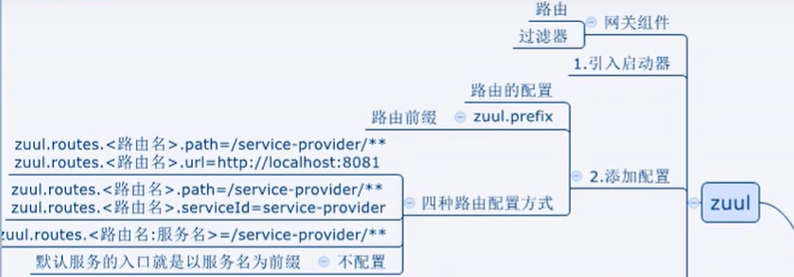 路由
网关组件
过滤器
1.引入启动器
路由的配置
路由前缀
zuul.prefix
zuul.routes.<路由名>.path=/service-provider/**
zuul.routes.<路由名>.url=http://localhost:8081
2.添加配置
zuul.routes.<路由名>.path=/service-provider/**
zuul.routes.<路由名>.serviceId=service-provider
四种路由配置方式
zuul
zuul.routes.<路由名:服务名>=/service-provider/**
默认服务的入口就是以服务名为前缀
不配置